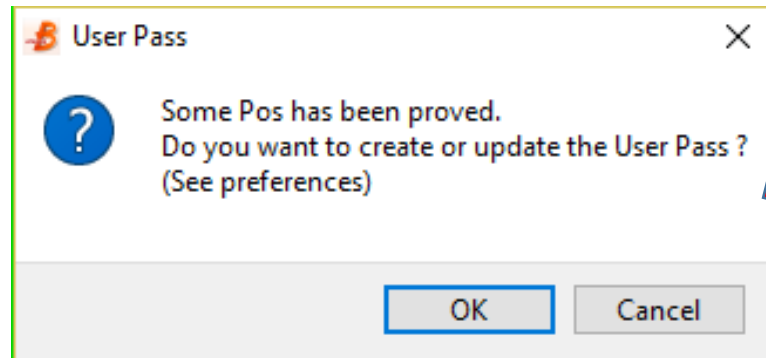 User Pass
Some Pos has been proved.
Do you want to create or update the User Pass ?
(See preferences)
OK
Cancel